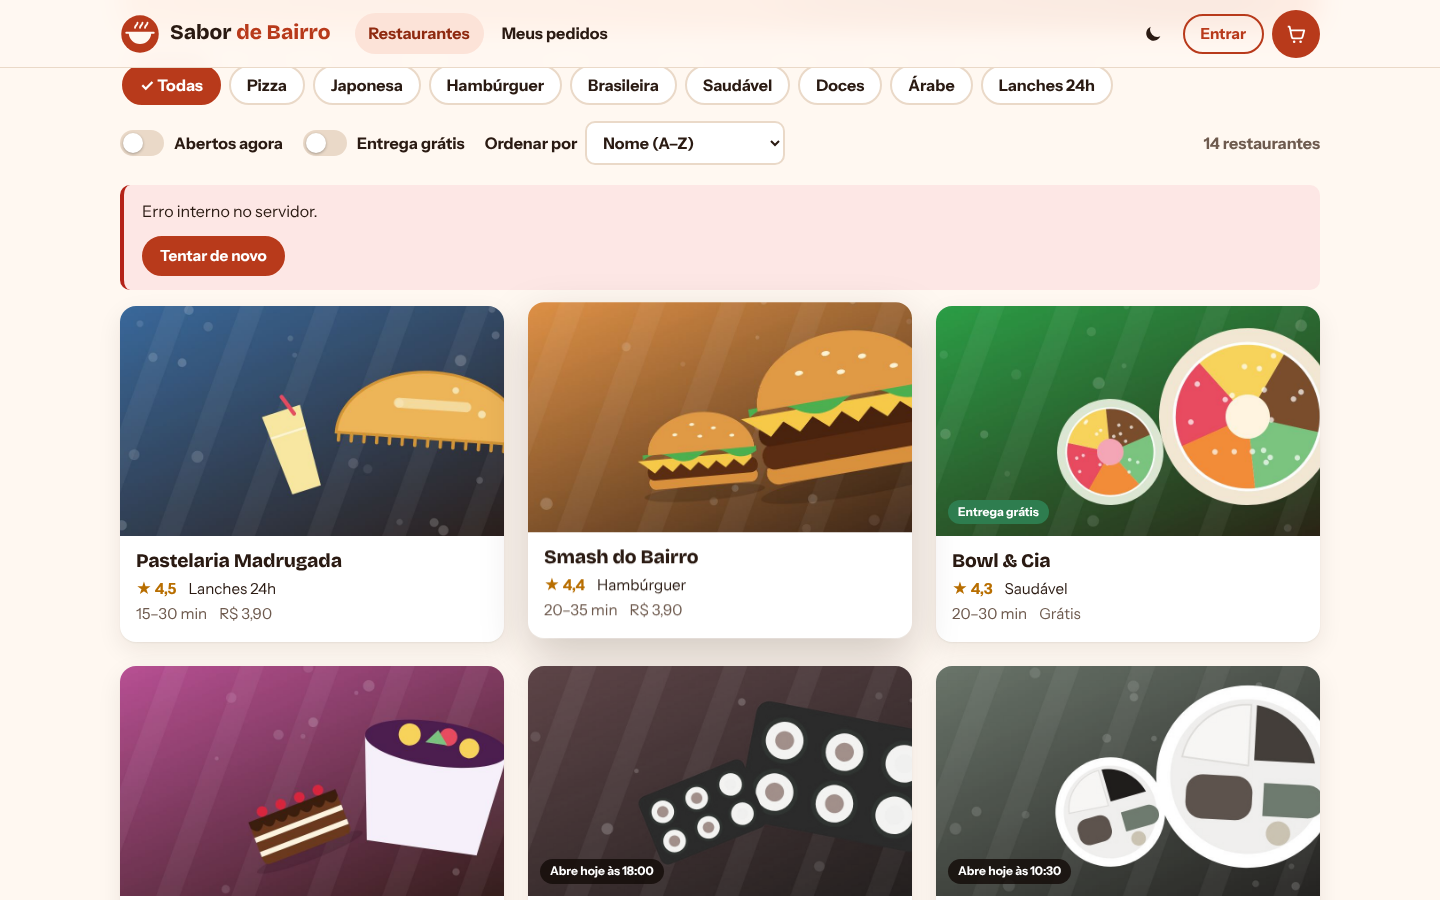 Sabor de Bairro Restaurantes Meus pedidos Entrar
Todas Pizza Japonesa Hambúrguer Brasileira Saudável Doces Árabe Lanches 24h
Abertos agora Entrega grátis Ordenar por Nome (A–Z) 14 restaurantes
Erro interno no servidor.
Tentar de novo
Entrega grátis
Pastelaria Madrugada
★ 4,5 Lanches 24h
15–30 min R$ 3,90
Smash do Bairro
★ 4,4 Hambúrguer
20–35 min R$ 3,90
Bowl & Cia
★ 4,3 Saudável
20–30 min Grátis
Abre hoje às 18:00
Abre hoje às 10:30